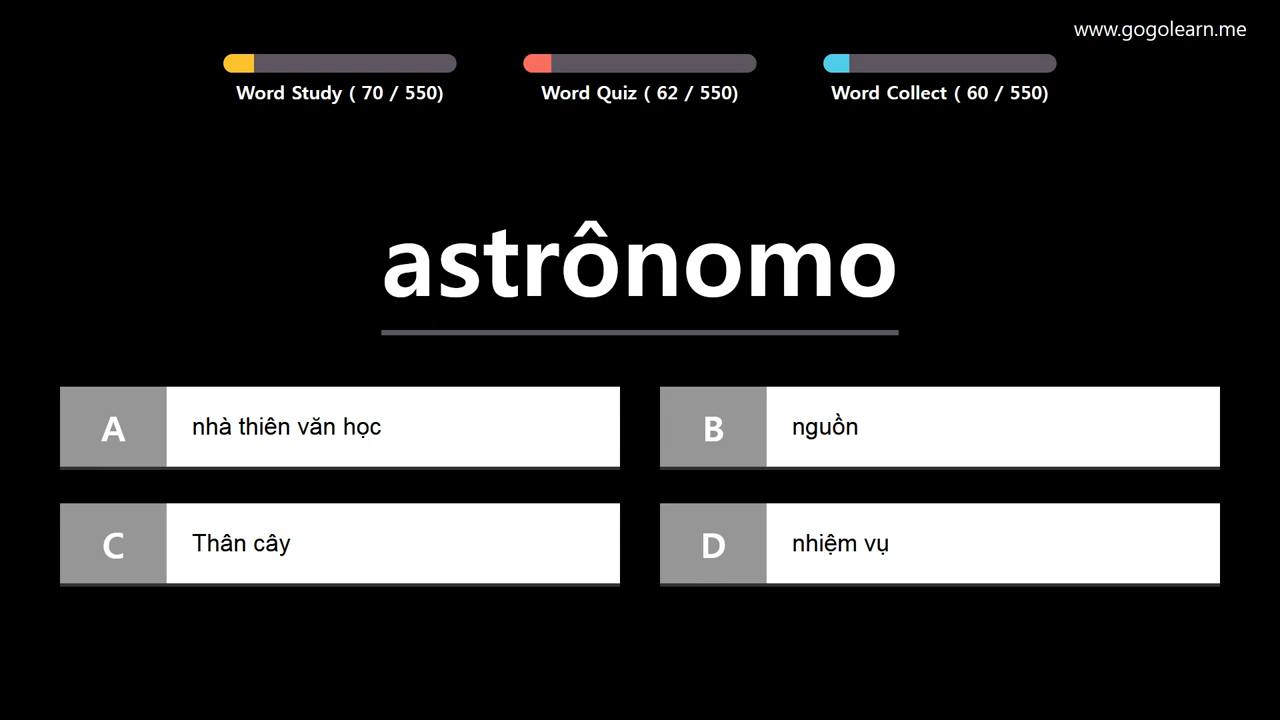 www.gogolearn.me
Word Study ( 70 / 550)
Word Quiz ( 62 / 550)
Word Collect ( 60 / 550)
astrônomo
A nhà thiên văn học
B nguồn
C Thân cây
D nhiệm vụ